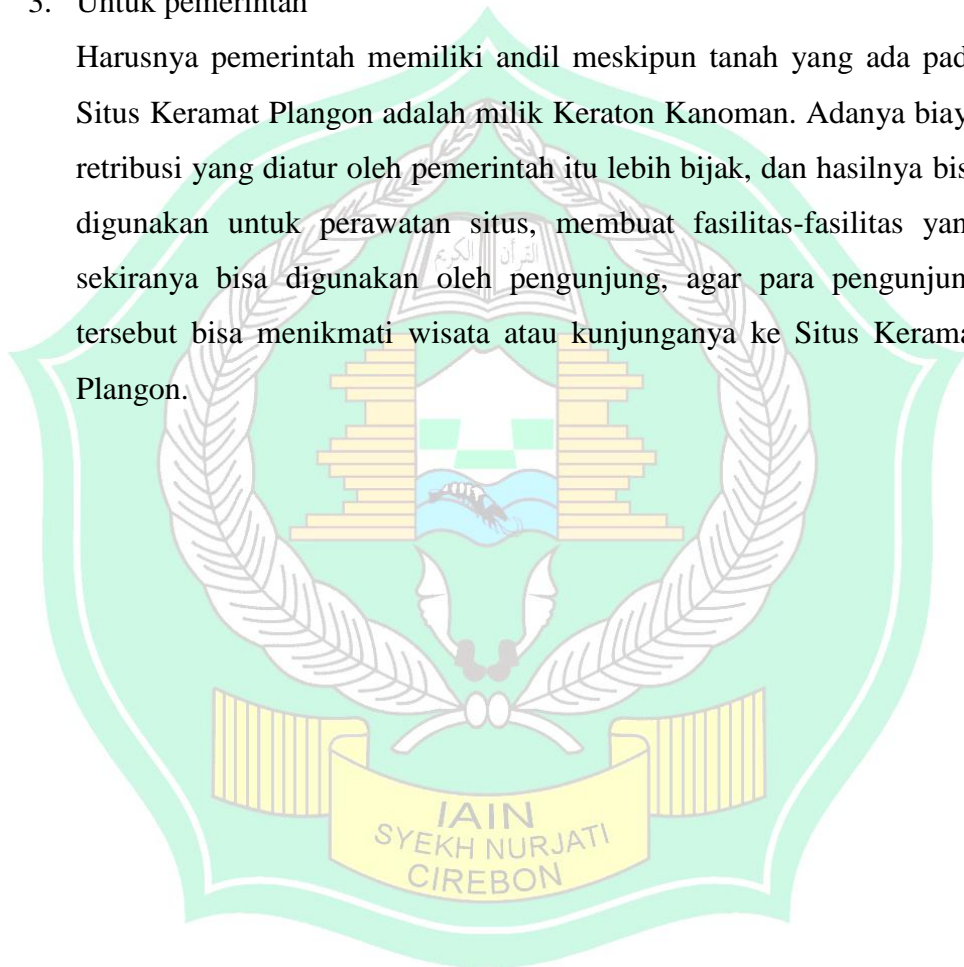 3. Untuk pemerintah
Harusnya pemerintah memiliki andil meskipun tanah yang ada pad
Situs Keramat Plangon adalah milik Keraton Kanoman. Adanya biay
retribusi yang diatur oleh pemerintah itu lebih bijak, dan hasilnya bis
digunakan untuk perawatan situs, membuat fasilitas-fasilitas yan
sekiranya bisa digunakan oleh pengunjung, agar para pengunjun
tersebut bisa menikmati wisata atau kunjunganya ke Situs Kerama
Plangon.
القرآن الكريم
IAIN
SYEKH NURJATI
CIREBON